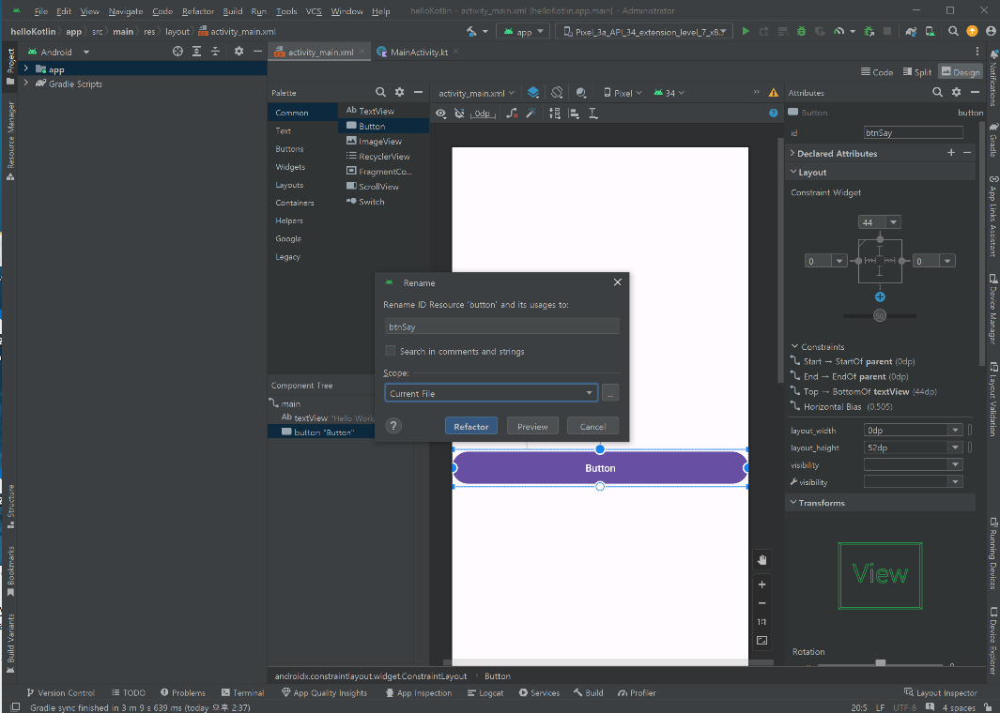 File Edit View Navigate Code Refactor Build Run Tools VCS Window Help helloKotlin - activity_main.xml [helloKotlin.app.main] - Administrator
helloKotlin app src main res layout activity_main.xml app Pixel_3a_API_34_extension_level_7_x8
Project
Resource Manager
Structure
Bookmarks
Build Variants
Android
app
Gradle Scripts
activity_main.xml MainActivity.kt
Code Split Design
Palette
Common
Text
Buttons
Widgets
Layouts
Containers
Helpers
Google
Legacy
Ab TextView
Button
ImageView
RecyclerView
FragmentCo...
ScrollView
Switch
activity_main.xml Pixel 34
0dp
Component Tree
main
Ab textView "Hello Worl
button "Button"
Rename
Rename ID Resource 'button' and its usages to:
btnSay
Search in comments and strings
Scope:
Current File
...
? Refactor Preview Cancel
Button
1:1
Attributes
Button button
id btnSay
Declared Attributes
Layout
Constraint Widget
44
0 0
50
Constraints
Start → StartOf parent (0dp)
End → EndOf parent (0dp)
Top → BottomOf textView (44dp)
Horizontal Bias (0.505)
layout_width 0dp
layout_height 52dp
visibility
visibility
Transforms
View
Rotation
Notifications
Gradle
App Links Assistant
Device Manager
Layout Validation
Running Devices
Device Explorer
androidx.constraintlayout.widget.ConstraintLayout Button
Version Control TODO Problems Terminal App Quality Insights App Inspection Logcat Services Build Profiler Layout Inspector
Gradle sync finished in 3 m 9 s 639 ms (today 오후 2:37) 20:5 LF UTF-8 4 spaces